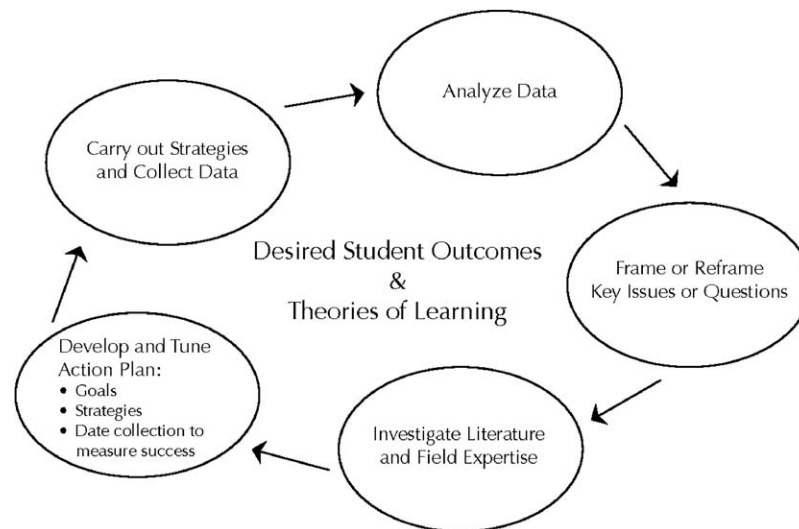 Analyze Data
Carry out Strategies
and Collect Data
Desired Student Outcomes
&
Theories of Learning
Frame or Reframe
Key Issues or Questions
Develop and Tune
Action Plan:
• Goals
• Strategies
• Date collection to
measure success
Investigate Literature
and Field Expertise